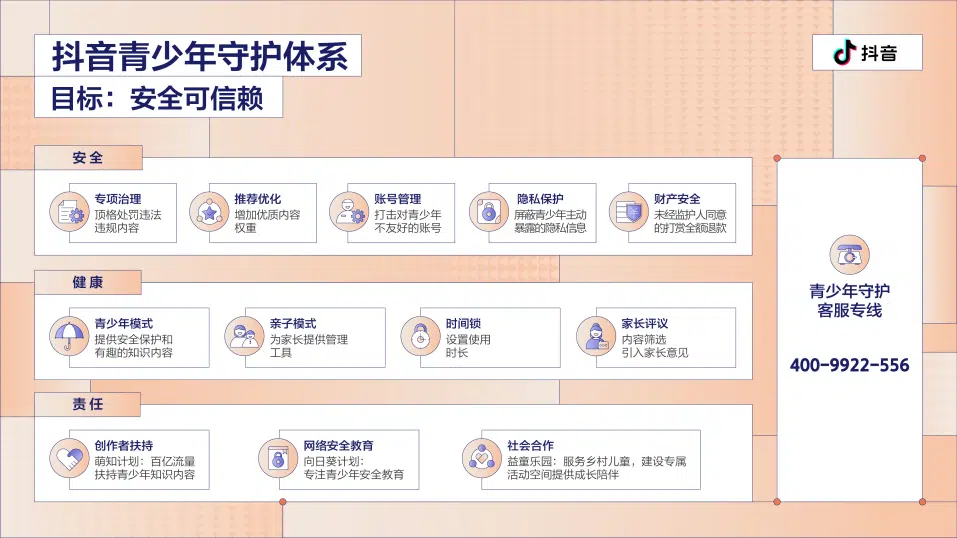 抖音青少年守护体系
目标：安全可信赖
抖音
安全
专项治理
顶格处罚违法
违规内容
推荐优化
增加优质内容
权重
账号管理
打击对青少年
不友好的账号
隐私保护
屏蔽青少年主动
暴露的隐私信息
财产安全
未经监护人同意
的打赏全额退款
健康
青少年模式
提供安全保护和
有趣的知识内容
亲子模式
为家长提供管理
工具
时间锁
设置使用
时长
家长评议
内容筛选
引入家长意见
责任
创作者扶持
萌知计划：百亿流量
扶持青少年知识内容
网络安全教育
向日葵计划：
专注青少年安全教育
社会合作
益童乐园：服务乡村儿童，建设专属
活动空间提供成长陪伴
青少年守护
客服专线
400-9922-556